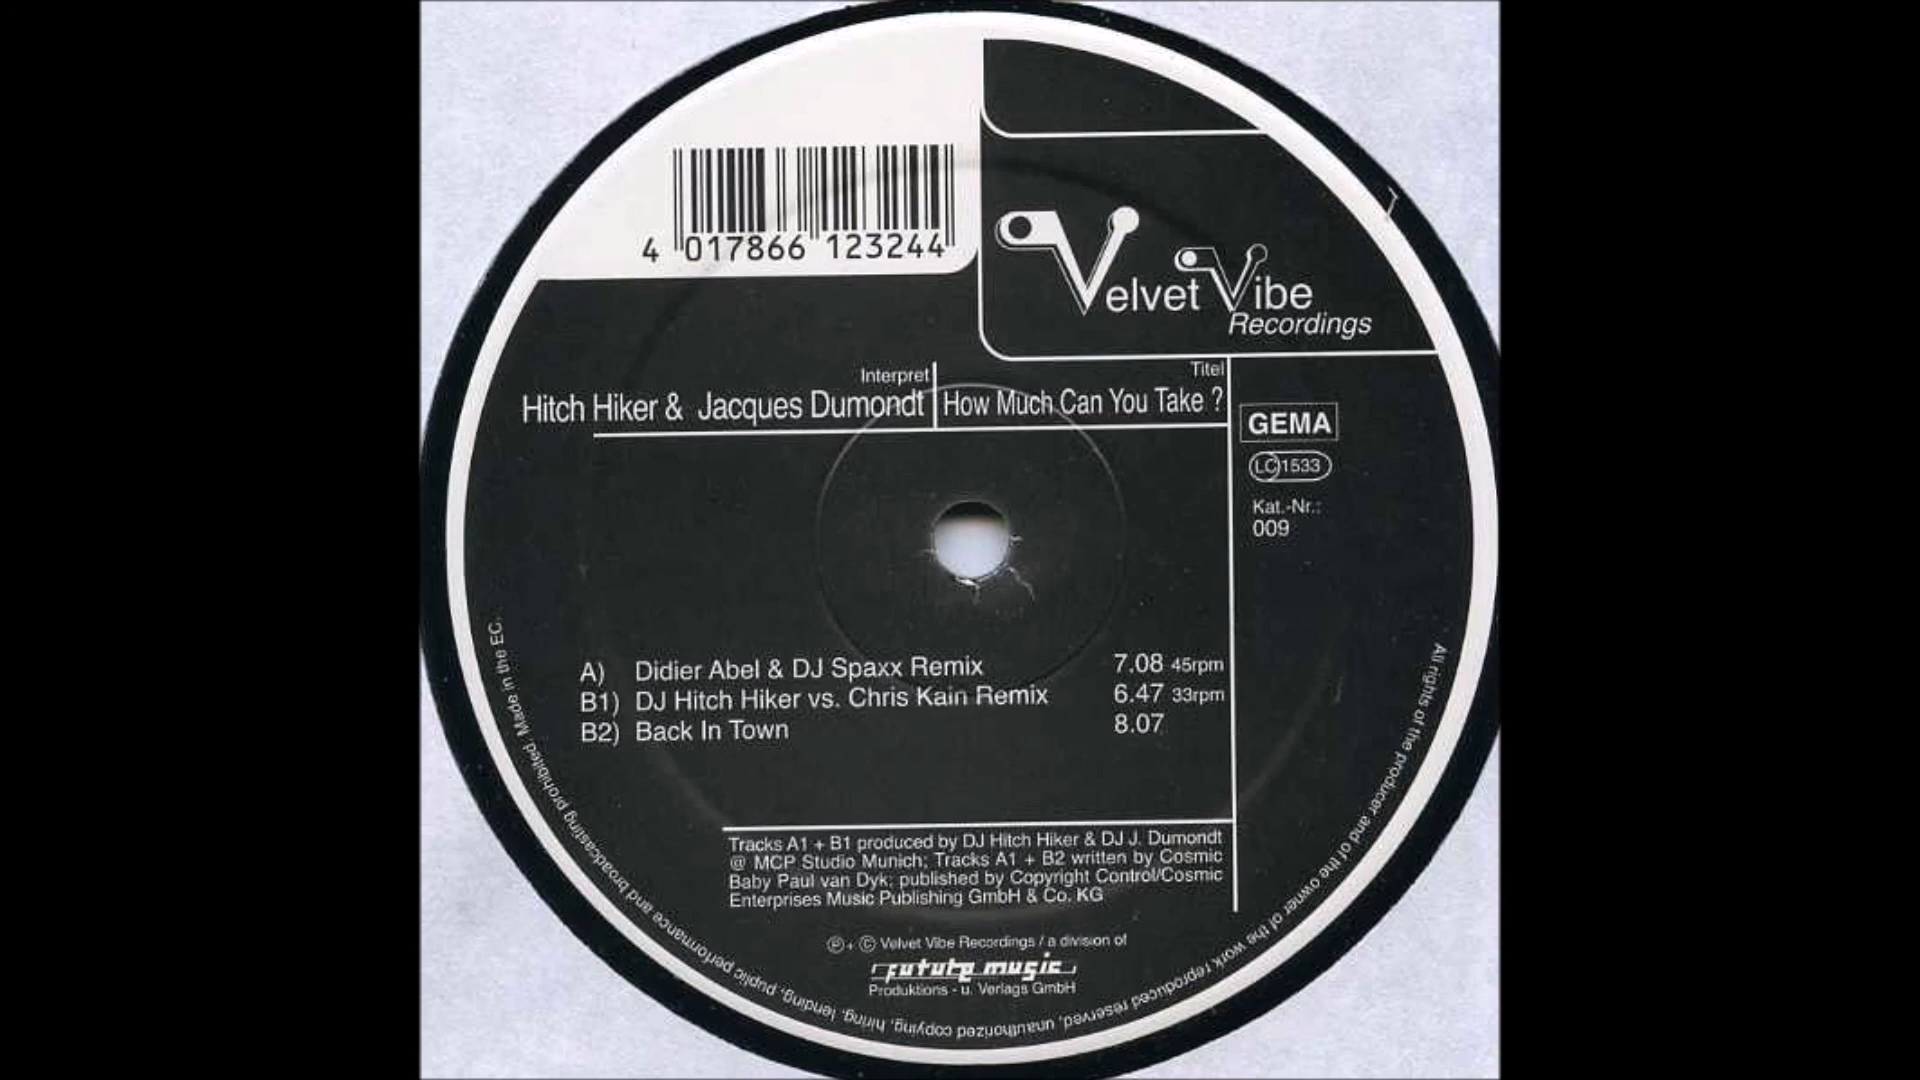 4 017866 123244
Velvet Vibe
Recordings
Interpret
Titel
Hitch Hiker & Jacques Dumondt
How Much Can You Take ?
GEMA
LC 1533
Kat.-Nr.:
009
A) Didier Abel & DJ Spaxx Remix 7.08 45rpm
B1) DJ Hitch Hiker vs. Chris Kain Remix 6.47 33rpm
B2) Back In Town 8.07
Tracks A1 + B1 produced by DJ Hitch Hiker & DJ J. Dumondt
@ MCP Studio Munich; Tracks A1 + B2 written by Cosmic
Baby Paul van Dyk; published by Copyright Control/Cosmic
Enterprises Music Publishing GmbH & Co. KG
℗ + © Velvet Vibe Recordings / a division of
future music
Produktions - u. Verlags GmbH
All rights of the producer and of the owner of the work reproduced reserved, unauthorized copying, hiring, lending, puplic performance and broadcasting prohibited. Made in the EC.